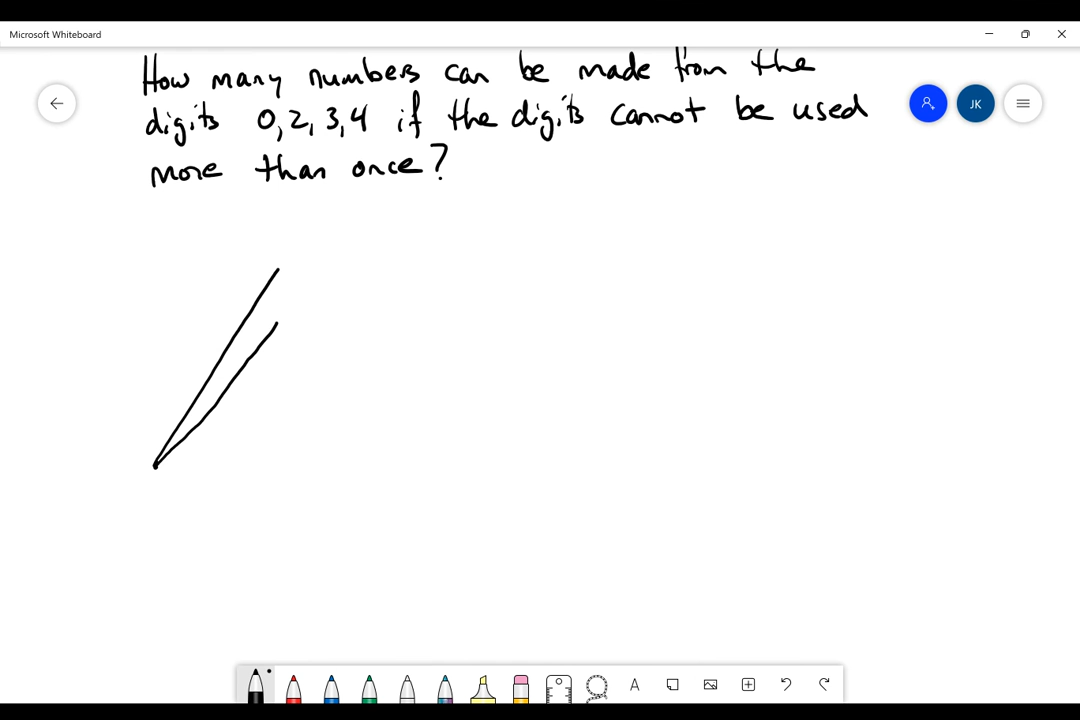 Microsoft Whiteboard
How many numbers can be made from the
digits 0, 2, 3, 4 if the digits cannot be used
more than once?
JK
A